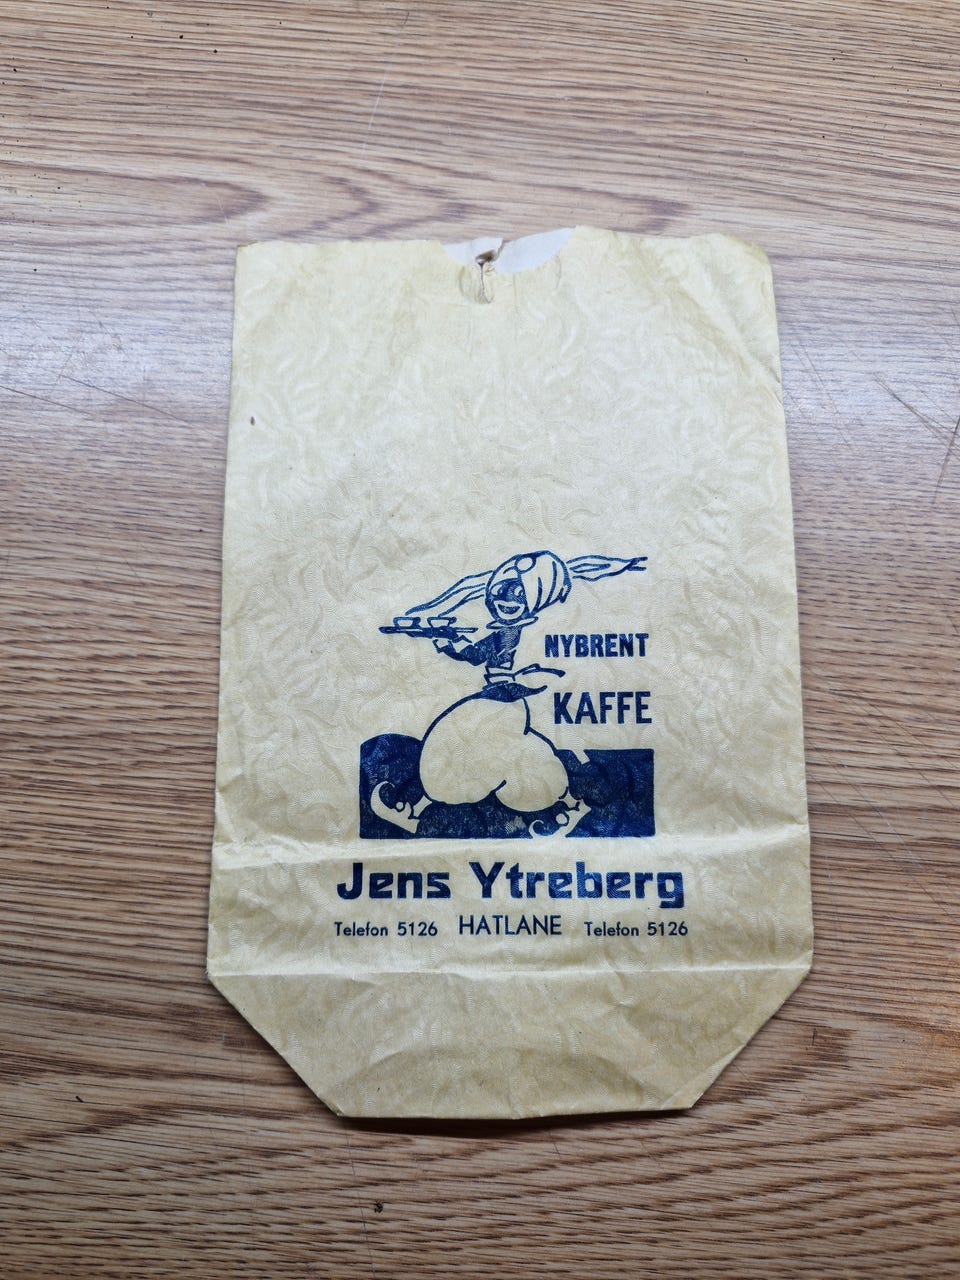 NYBRENT
KAFFE
Jens Ytreberg
Telefon 5126 HATLANE Telefon 5126